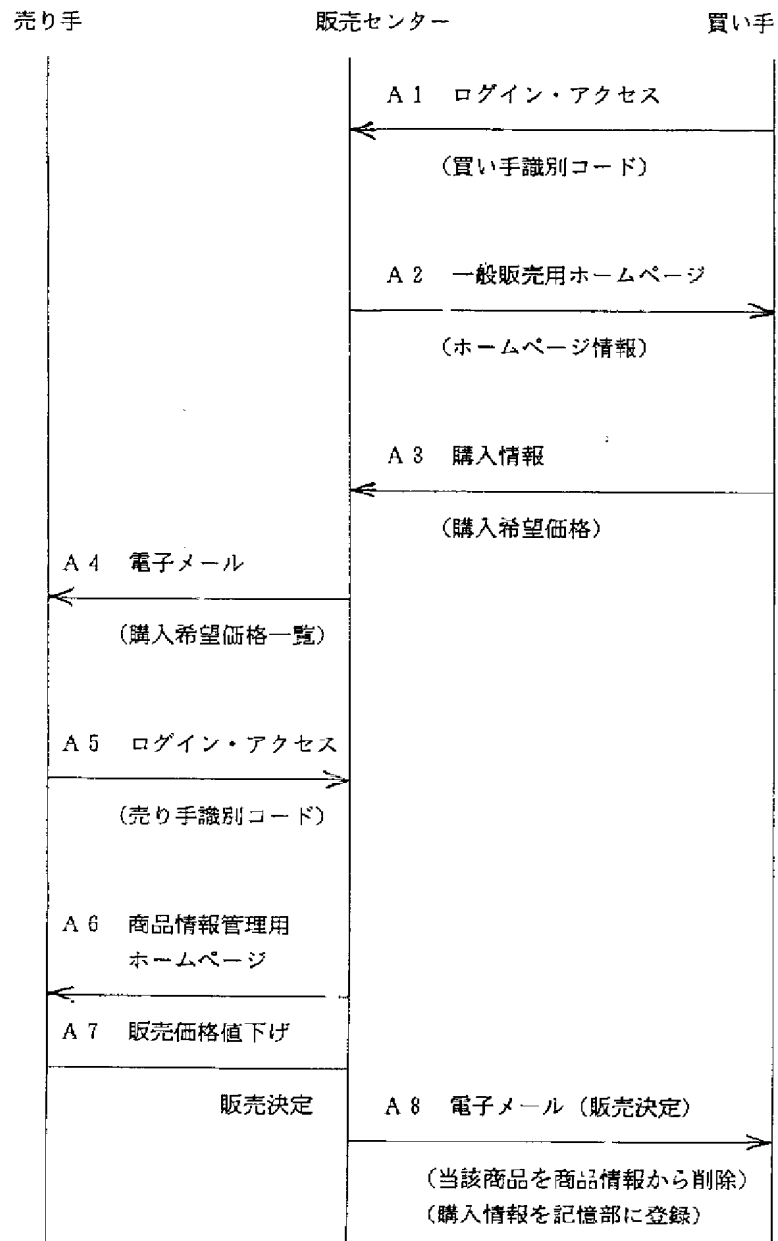 売り手 販売センター 買い手
A1 ログイン・アクセス
(買い手識別コード)
A2 一般販売用ホームページ
(ホームページ情報)
A3 購入情報
(購入希望価格)
A4 電子メール
(購入希望価格一覧)
A5 ログイン・アクセス
(売り手識別コード)
A6 商品情報管理用
ホームページ
A7 販売価格値下げ
販売決定 A8 電子メール(販売決定)
(当該商品を商品情報から削除)
(購入情報を記憶部に登録)